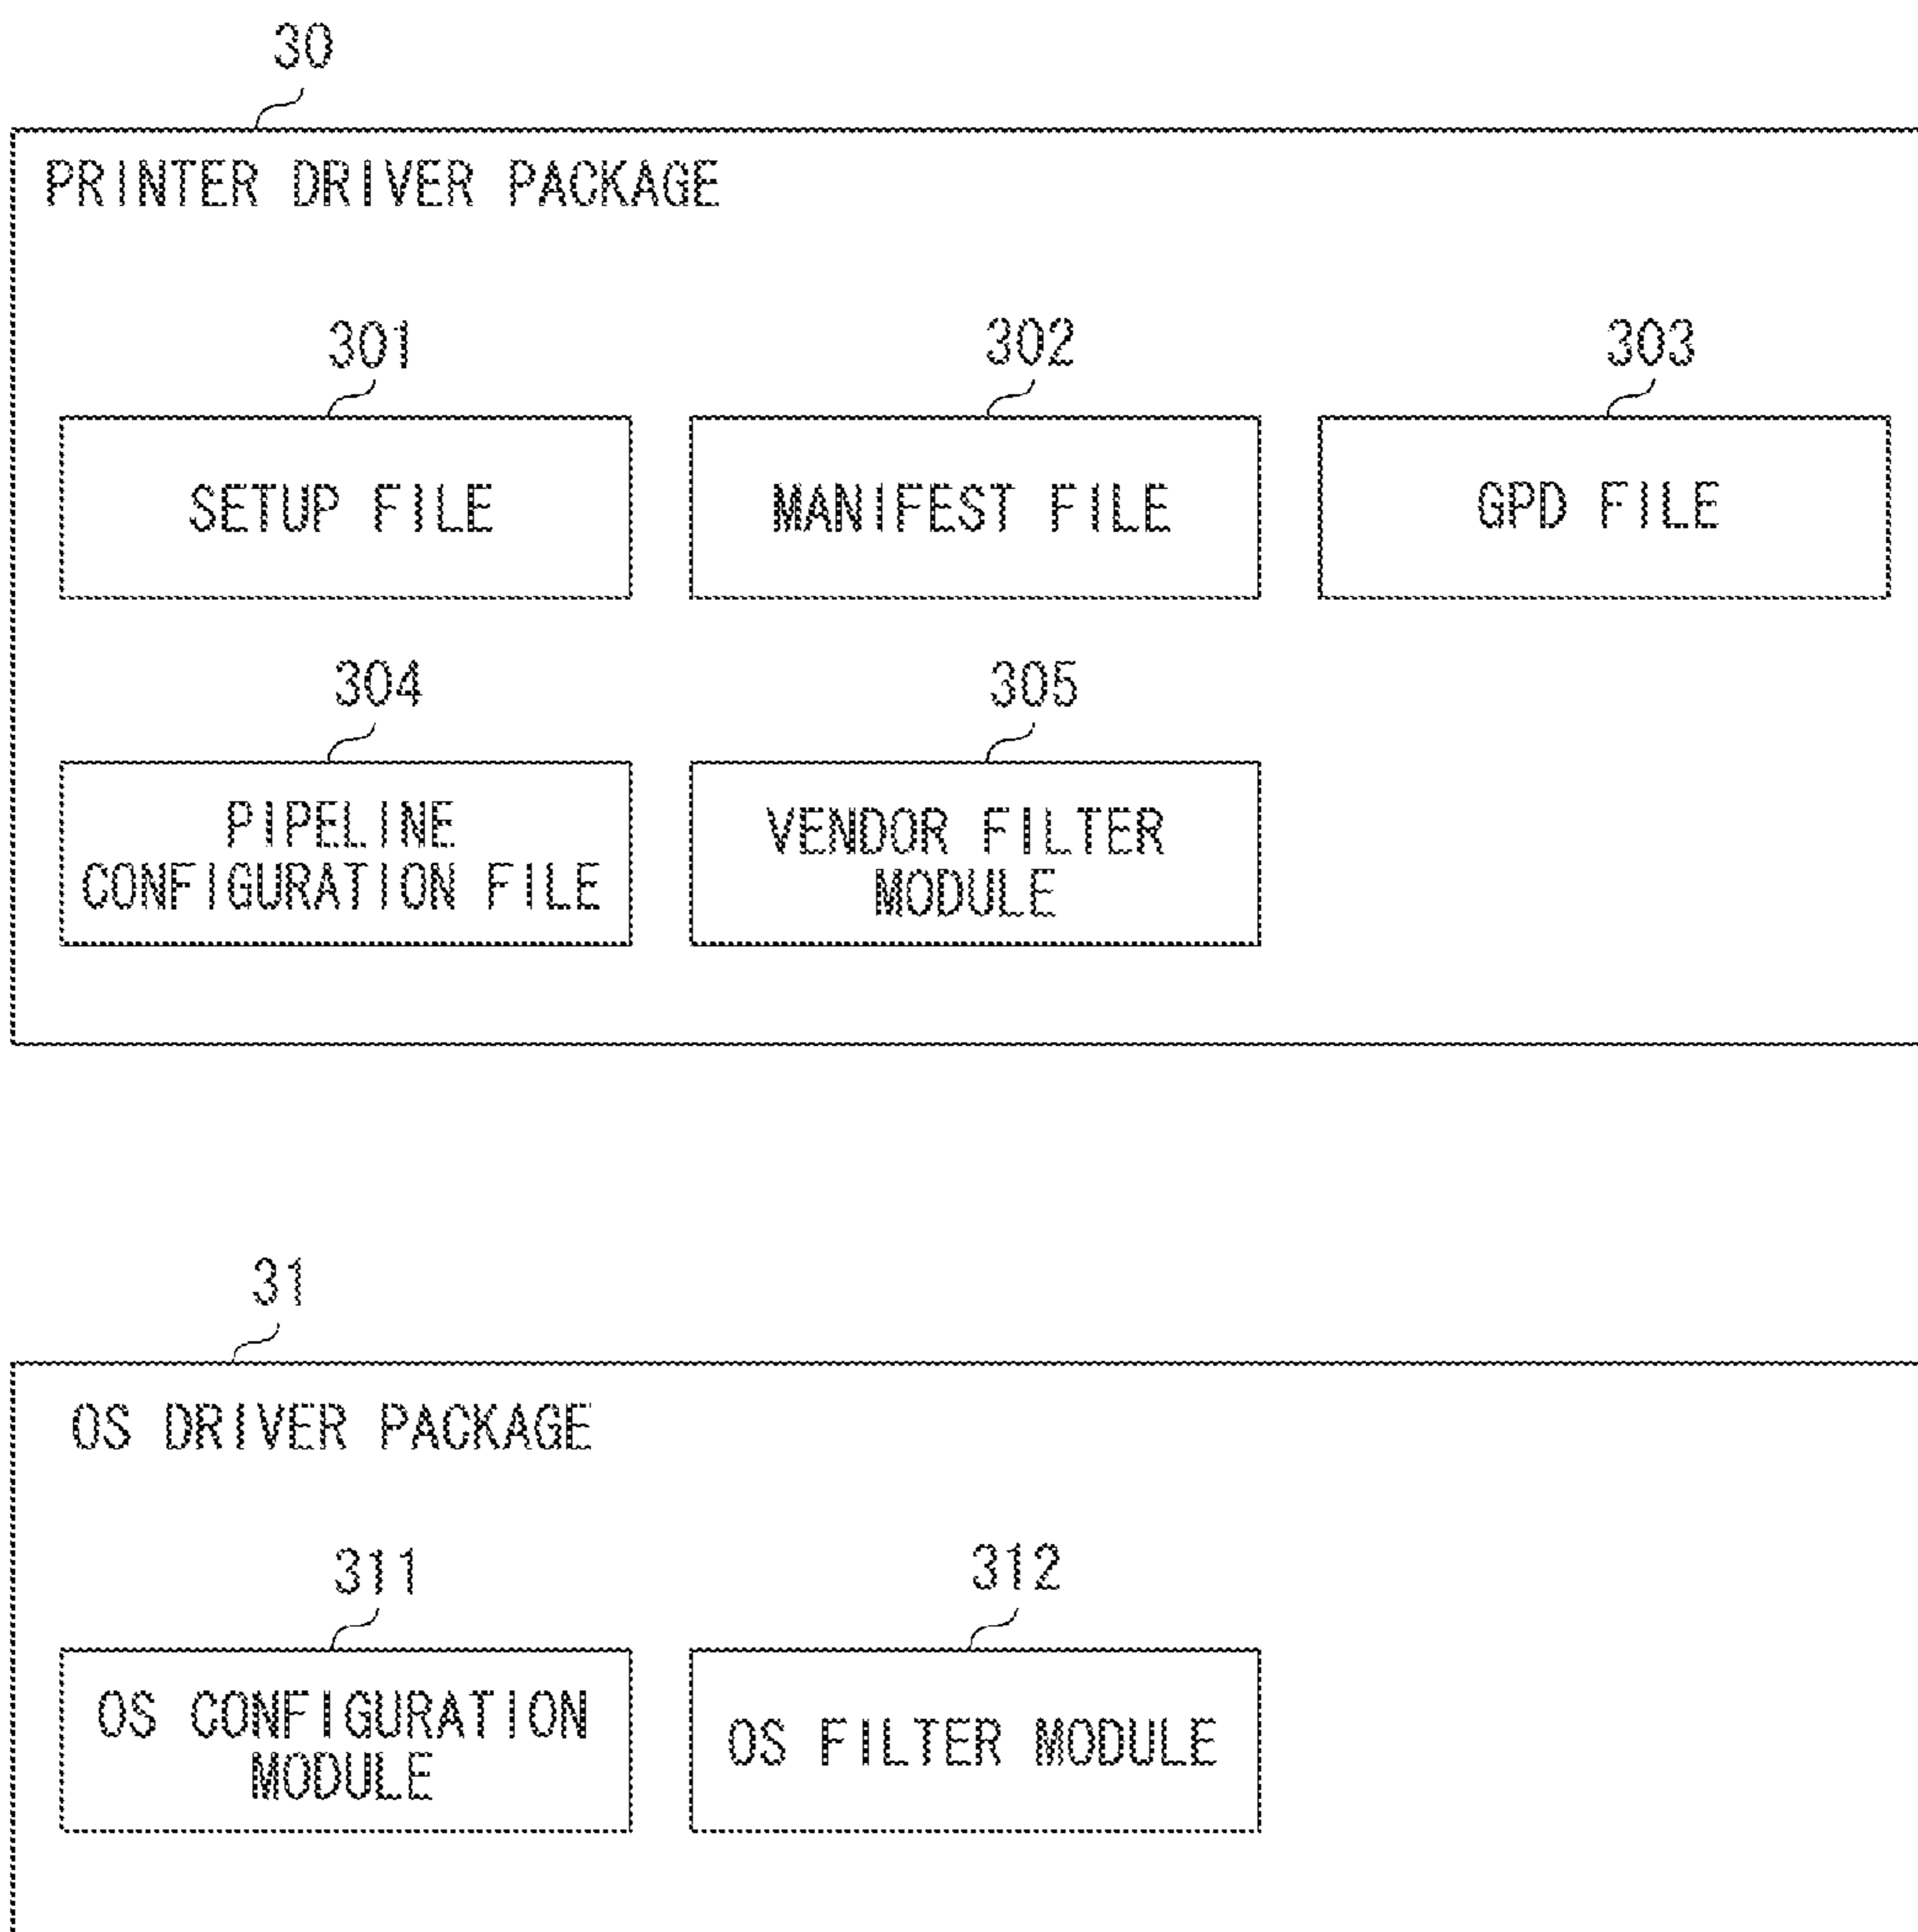 30
PRINTER DRIVER PACKAGE
301
302
303
SETUP FILE
MANIFEST FILE
GPD FILE
304
305
PIPELINE
CONFIGURATION FILE
VENDOR FILTER
MODULE
31
OS DRIVER PACKAGE
311
312
OS CONFIGURATION
MODULE
OS FILTER MODULE